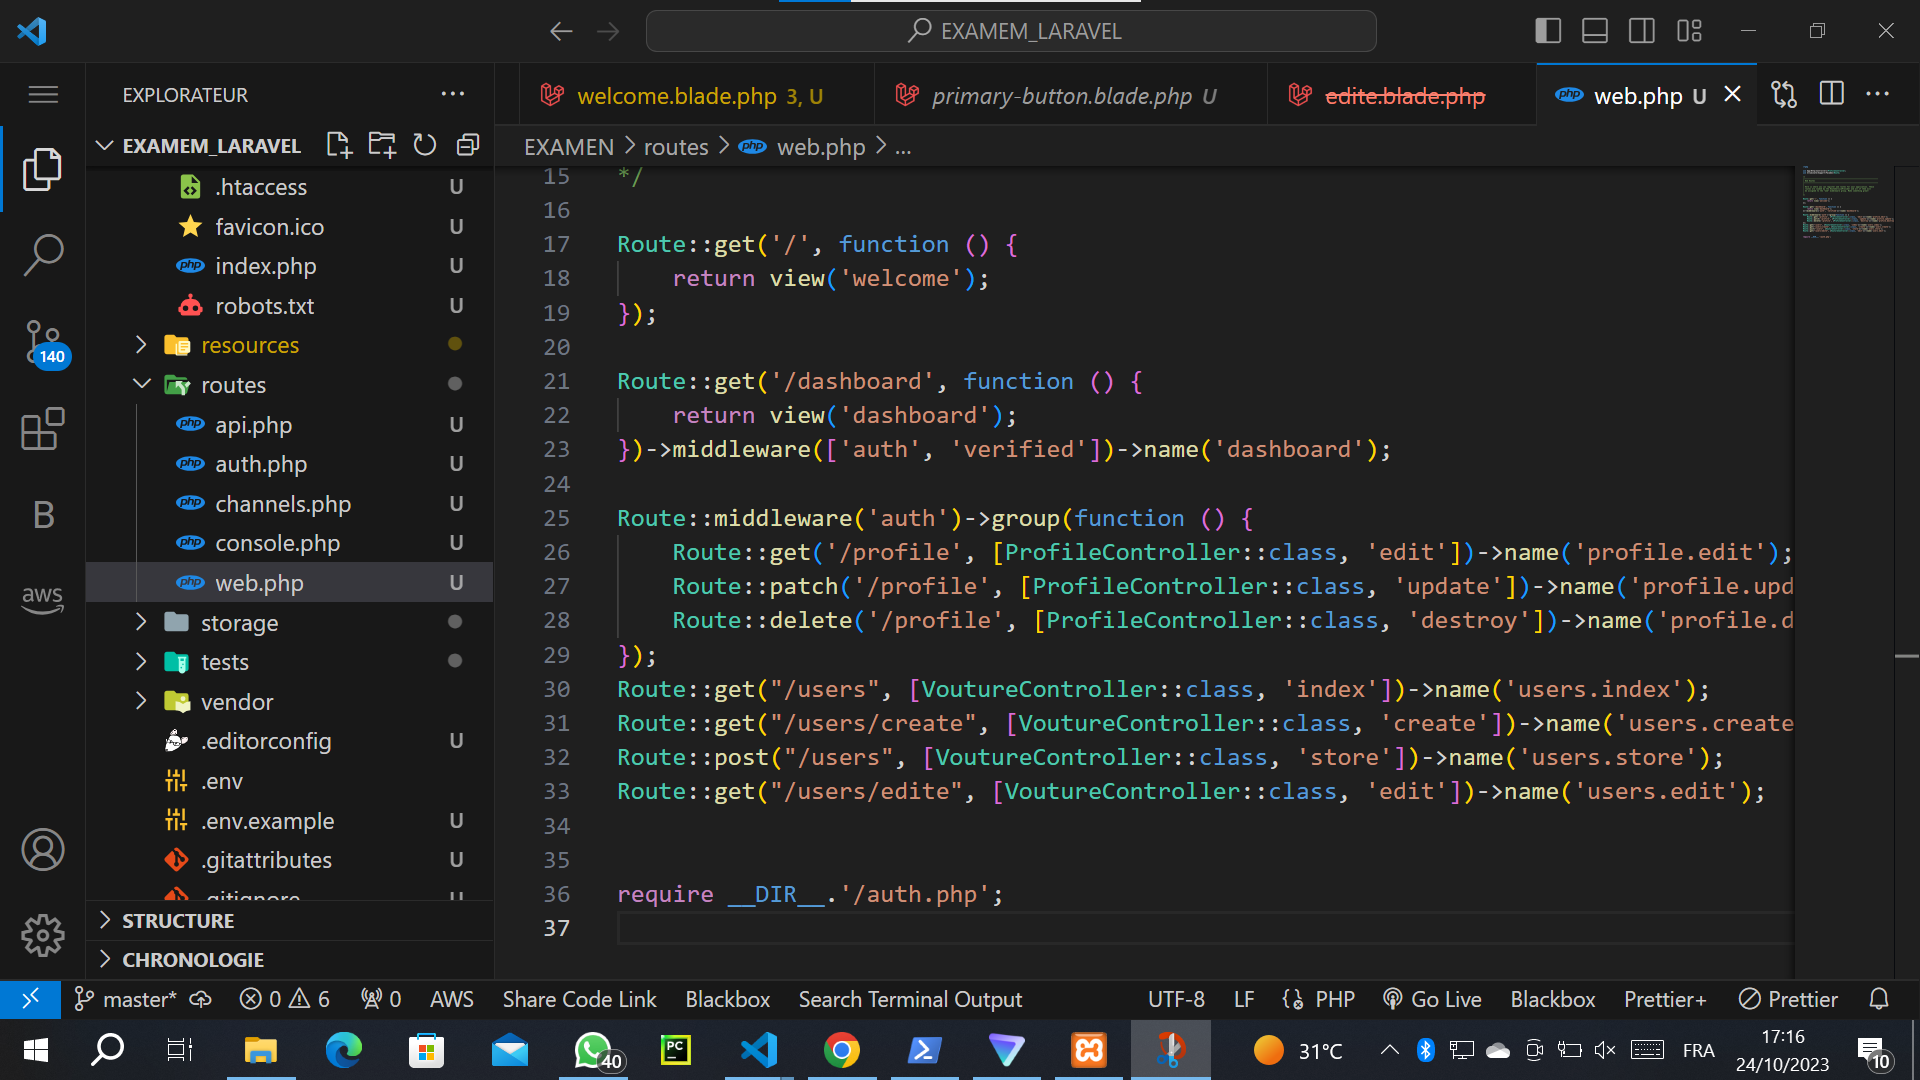 EXAMEM_LARAVEL
EXPLORATEUR
welcome.blade.php 3, U
primary-button.blade.php U
edite.blade.php
web.php U
EXAMEM_LARAVEL
EXAMEN > routes > web.php > ...
.htaccess U
favicon.ico U
index.php U
robots.txt U
resources
routes
api.php U
auth.php U
channels.php U
console.php U
web.php U
storage
tests
vendor
.editorconfig U
.env
.env.example U
.gitattributes U
.gitignore U
STRUCTURE
CHRONOLOGIE
140
B
aws
15 */
16
17 Route::get('/', function () {
18 return view('welcome');
19 });
20
21 Route::get('/dashboard', function () {
22 return view('dashboard');
23 })->middleware(['auth', 'verified'])->name('dashboard');
24
25 Route::middleware('auth')->group(function () {
26 Route::get('/profile', [ProfileController::class, 'edit'])->name('profile.edit');
27 Route::patch('/profile', [ProfileController::class, 'update'])->name('profile.upd
28 Route::delete('/profile', [ProfileController::class, 'destroy'])->name('profile.d
29 });
30 Route::get("/users", [VoutureController::class, 'index'])->name('users.index');
31 Route::get("/users/create", [VoutureController::class, 'create'])->name('users.create
32 Route::post("/users", [VoutureController::class, 'store'])->name('users.store');
33 Route::get("/users/edite", [VoutureController::class, 'edit'])->name('users.edit');
34
35
36 require __DIR__.'/auth.php';
37
master* 0 6 0 AWS Share Code Link Blackbox Search Terminal Output UTF-8 LF PHP Go Live Blackbox Prettier+ Prettier
40 PC 31°C FRA 17:16
24/10/2023 10